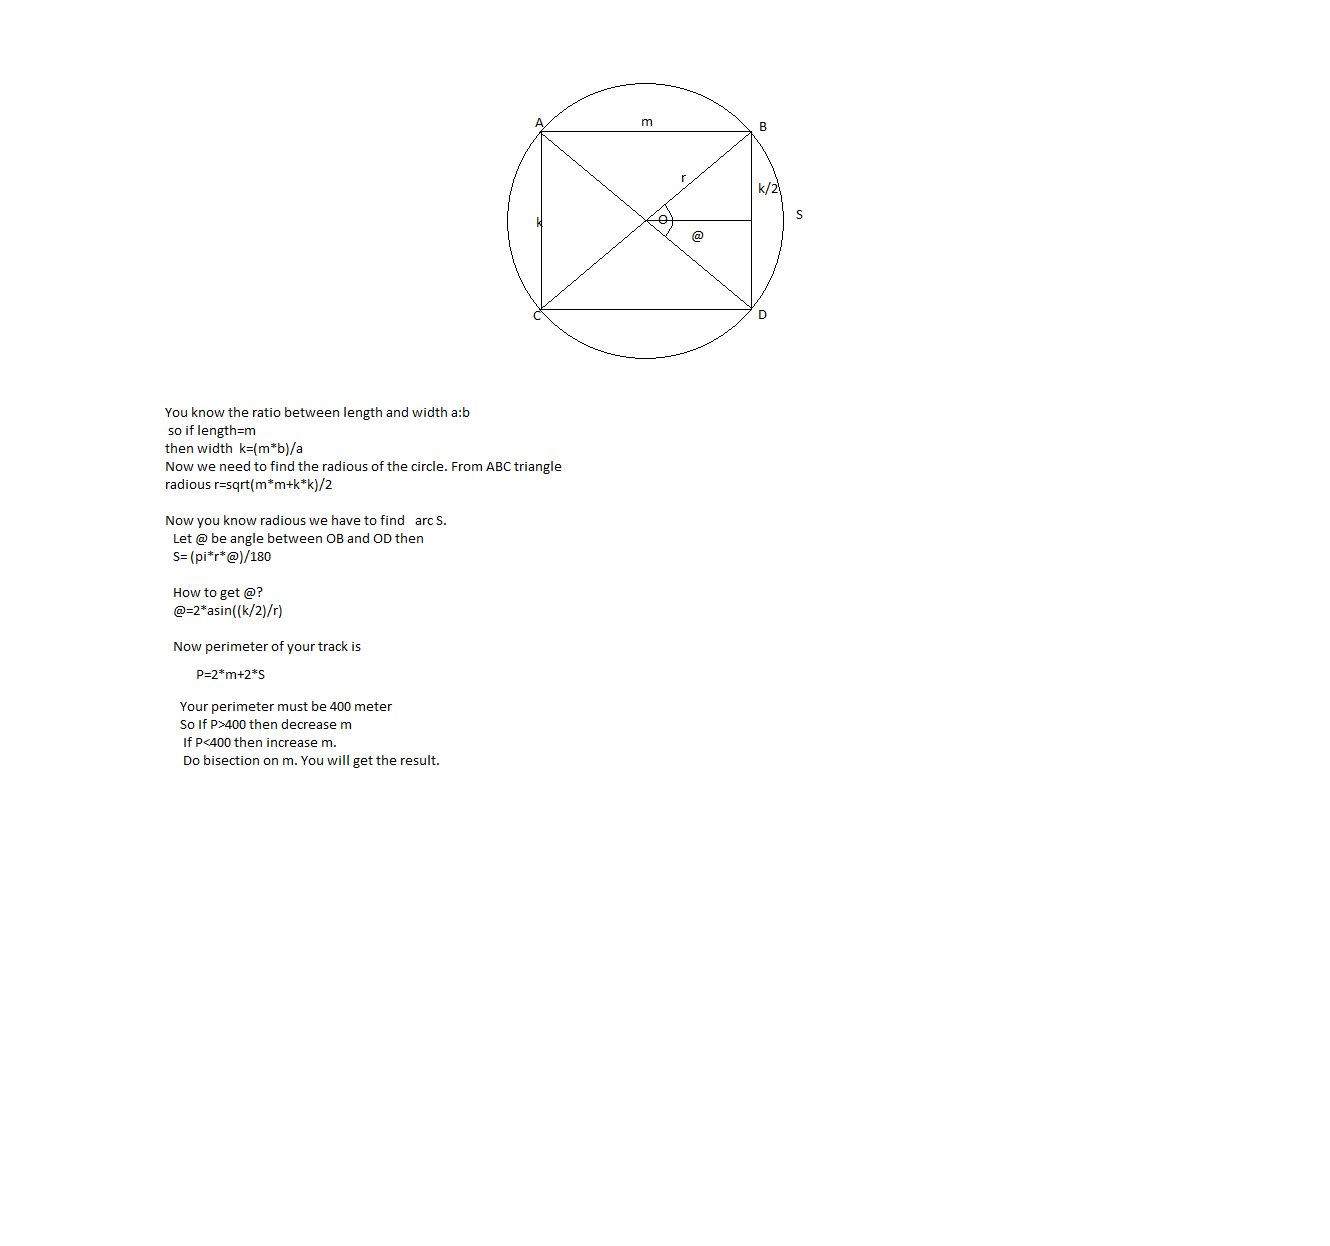 A
m
B
r
k/2
k
O
S
@
C
D
You know the ratio between length and width a:b
so if length=m
then width k=(m*b)/a
Now we need to find the radious of the circle. From ABC triangle
radious r=sqrt(m*m+k*k)/2
Now you know radious we have to find arc S.
Let @ be angle between OB and OD then
S= (pi*r*@)/180
How to get @?
@=2*asin((k/2)/r)
Now perimeter of your track is
P=2*m+2*S
Your perimeter must be 400 meter
So If P>400 then decrease m
If P<400 then increase m.
Do bisection on m. You will get the result.